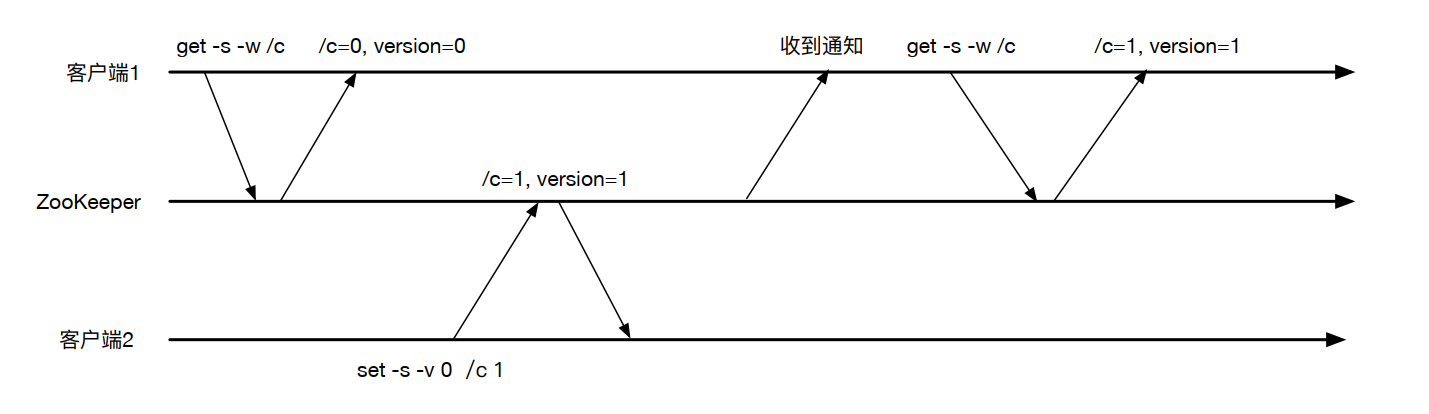 get -s -w /c /c=0, version=0 收到通知 get -s -w /c /c=1, version=1
客户端1
/c=1, version=1
ZooKeeper
客户端2
set -s -v 0 /c 1